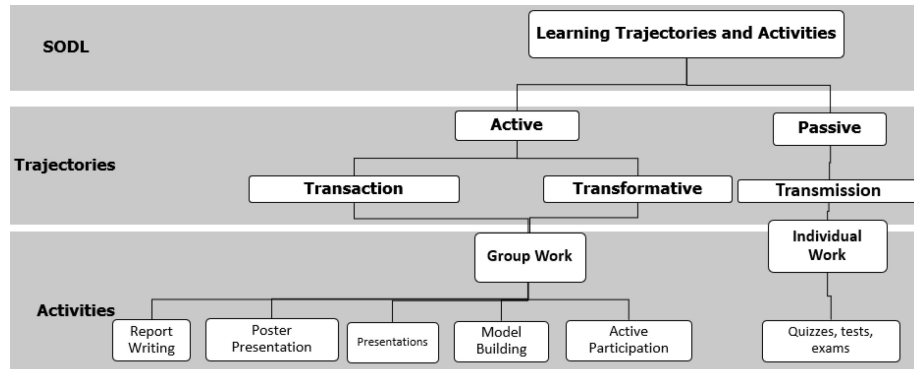 SODL
Learning Trajectories and Activities
Trajectories
Active
Passive
Transaction
Transformative
Transmission
Activities
Group Work
Individual
Work
Report
Writing
Poster
Presentation
Presentations
Model
Building
Active
Participation
Quizzes, tests,
exams